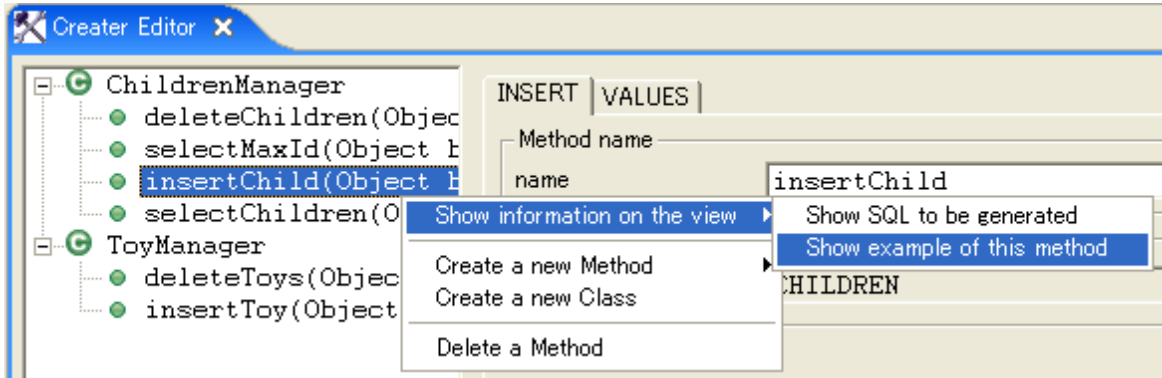 Creater Editor
ChildrenManager
deleteChildren(Objec
selectMaxId(Object b
insertChild(Object b
selectChildren(O
ToyManager
deleteToys(Objec
insertToy(Object
INSERT
VALUES
Method name
name
insertChild
CHILDREN
Show information on the view
Create a new Method
Create a new Class
Delete a Method
Show SQL to be generated
Show example of this method